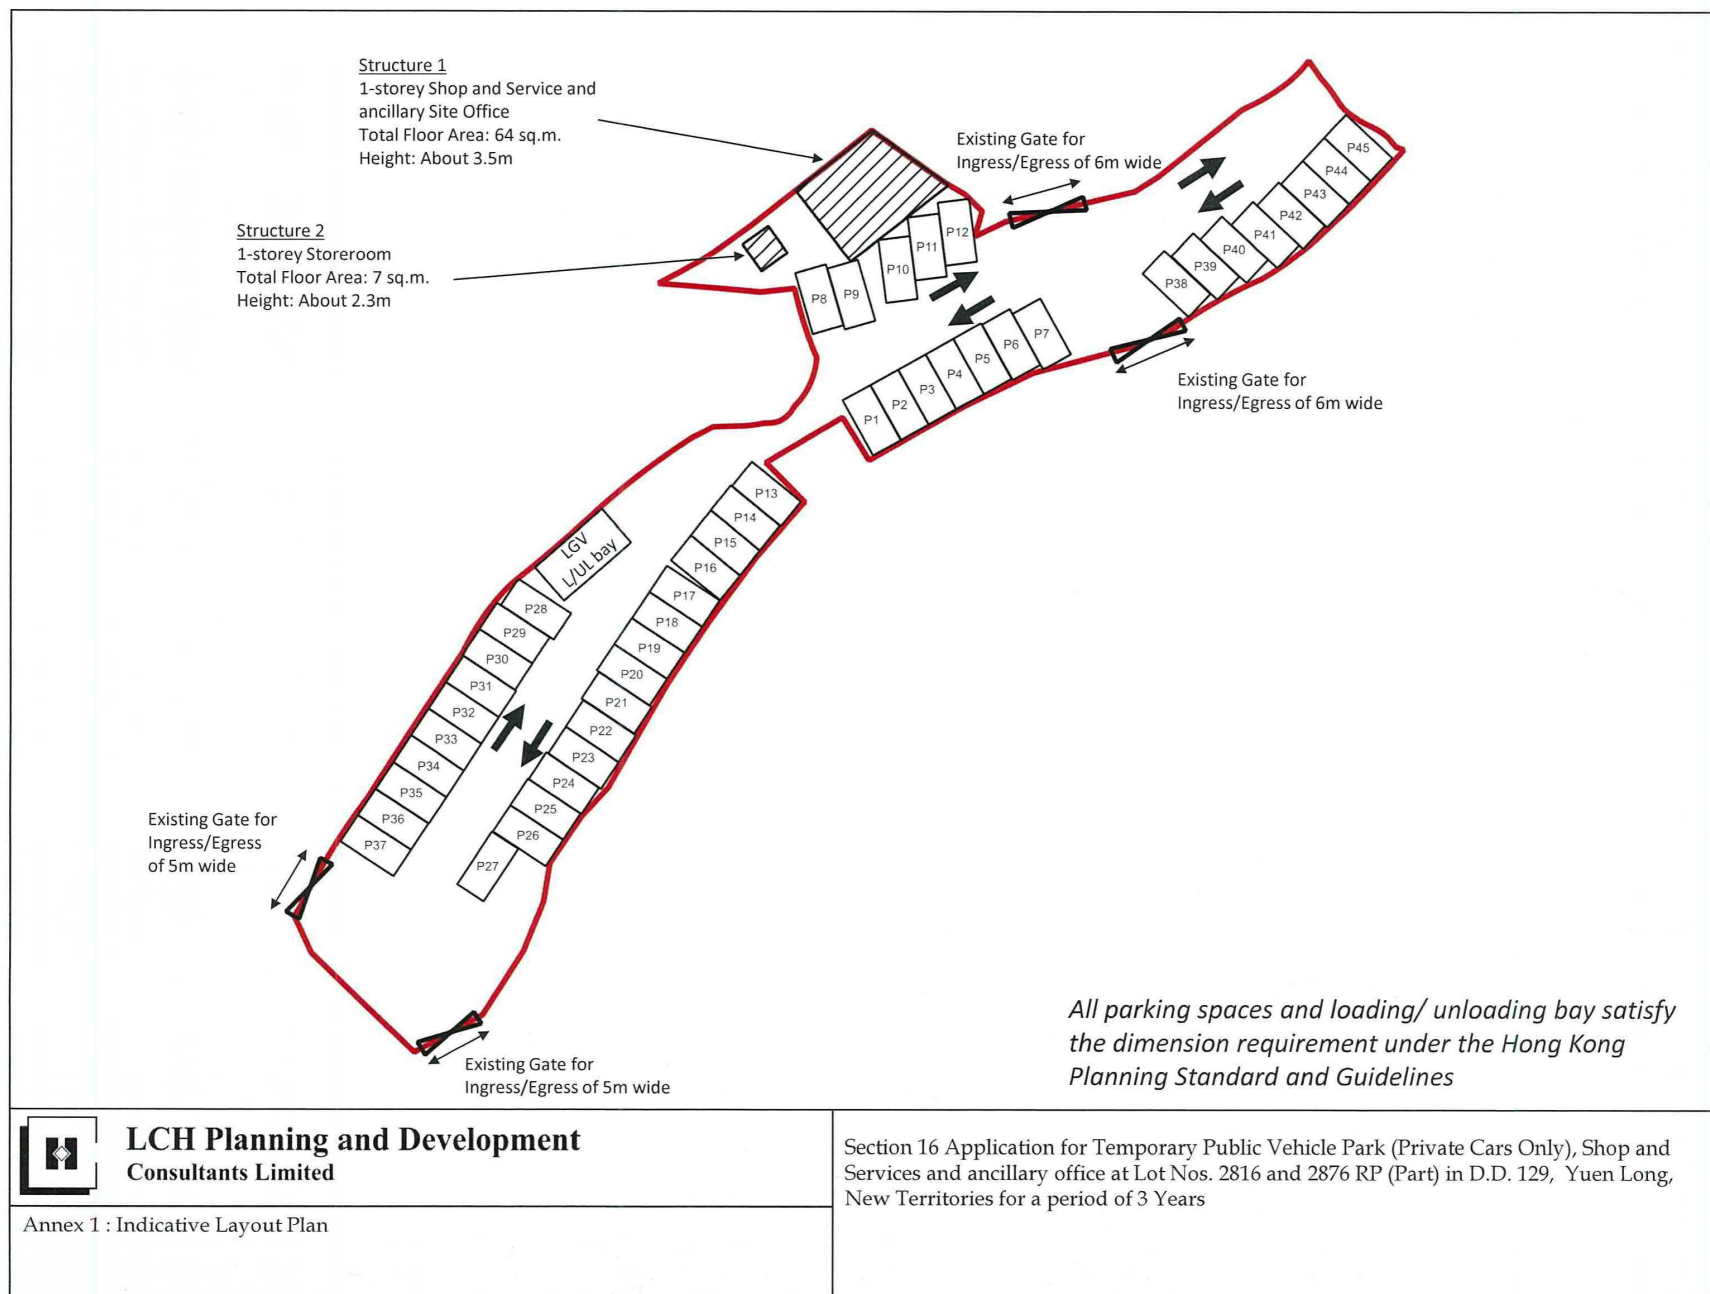 Structure 1
1-storey Shop and Service and
ancillary Site Office
Total Floor Area: 64 sq.m.
Height: About 3.5m
Existing Gate for
Ingress/Egress of 6m wide
Structure 2
1-storey Storeroom
Total Floor Area: 7 sq.m.
Height: About 2.3m
P45
P44
P43
P42
P41
P40
P39
P38
P12
P11
P10
P9
P8
P7
P6
P5
P4
P3
P2
P1
Existing Gate for
Ingress/Egress of 6m wide
P13
P14
P15
P16
P17
P18
P19
P20
P21
P22
P23
P24
P25
P26
P27
LGV
L/UL bay
P28
P29
P30
P31
P32
P33
P34
P35
P36
P37
Existing Gate for
Ingress/Egress
of 5m wide
Existing Gate for
Ingress/Egress of 5m wide
All parking spaces and loading/ unloading bay satisfy
the dimension requirement under the Hong Kong
Planning Standard and Guidelines
LCH Planning and Development
Consultants Limited
Annex 1 : Indicative Layout Plan
Section 16 Application for Temporary Public Vehicle Park (Private Cars Only), Shop and
Services and ancillary office at Lot Nos. 2816 and 2876 RP (Part) in D.D. 129, Yuen Long,
New Territories for a period of 3 Years